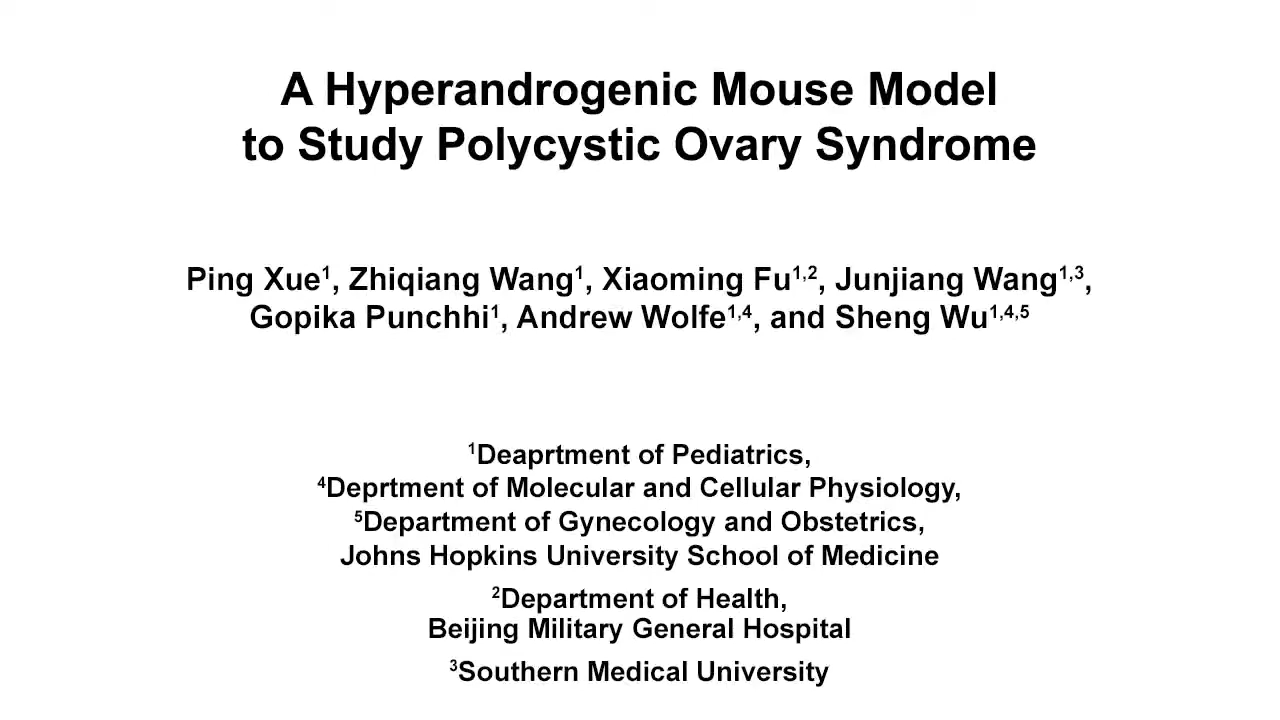 A Hyperandrogenic Mouse Model
to Study Polycystic Ovary Syndrome
Ping Xue¹, Zhiqiang Wang¹, Xiaoming Fu¹,², Junjiang Wang¹,³,
Gopika Punchhi¹, Andrew Wolfe¹,⁴, and Sheng Wu¹,⁴,⁵
¹Deaprtment of Pediatrics,
⁴Deprtment of Molecular and Cellular Physiology,
⁵Department of Gynecology and Obstetrics,
Johns Hopkins University School of Medicine
²Department of Health,
Beijing Military General Hospital
³Southern Medical University